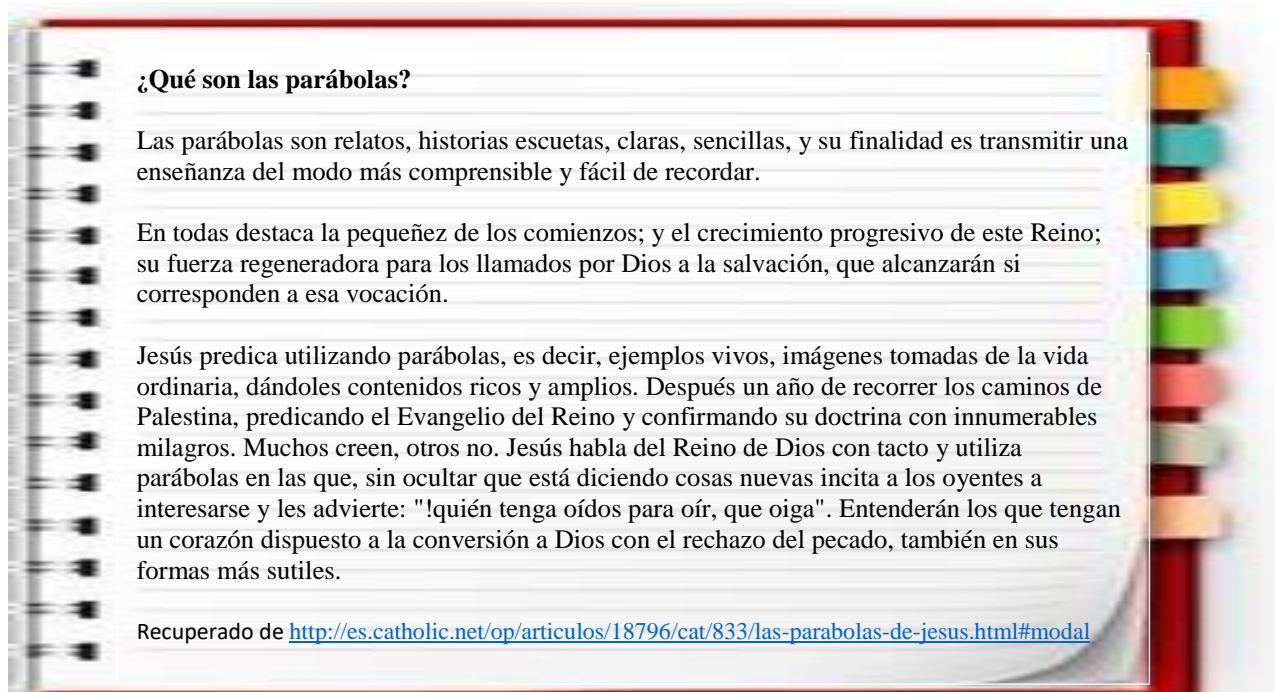 ¿Qué son las parábolas?
Las parábolas son relatos, historias escuetas, claras, sencillas, y su finalidad es transmitir una
enseñanza del modo más comprensible y fácil de recordar.
En todas destaca la pequeñez de los comienzos; y el crecimiento progresivo de este Reino;
su fuerza regeneradora para los llamados por Dios a la salvación, que alcanzarán si
corresponden a esa vocación.
Jesús predica utilizando parábolas, es decir, ejemplos vivos, imágenes tomadas de la vida
ordinaria, dándoles contenidos ricos y amplios. Después un año de recorrer los caminos de
Palestina, predicando el Evangelio del Reino y confirmando su doctrina con innumerables
milagros. Muchos creen, otros no. Jesús habla del Reino de Dios con tacto y utiliza
parábolas en las que, sin ocultar que está diciendo cosas nuevas incita a los oyentes a
interesarse y les advierte: "!quién tenga oídos para oír, que oiga". Entenderán los que tengan
un corazón dispuesto a la conversión a Dios con el rechazo del pecado, también en sus
formas más sutiles.
Recuperado de http://es.catholic.net/op/articulos/18796/cat/833/las-parabolas-de-jesus.html#modal